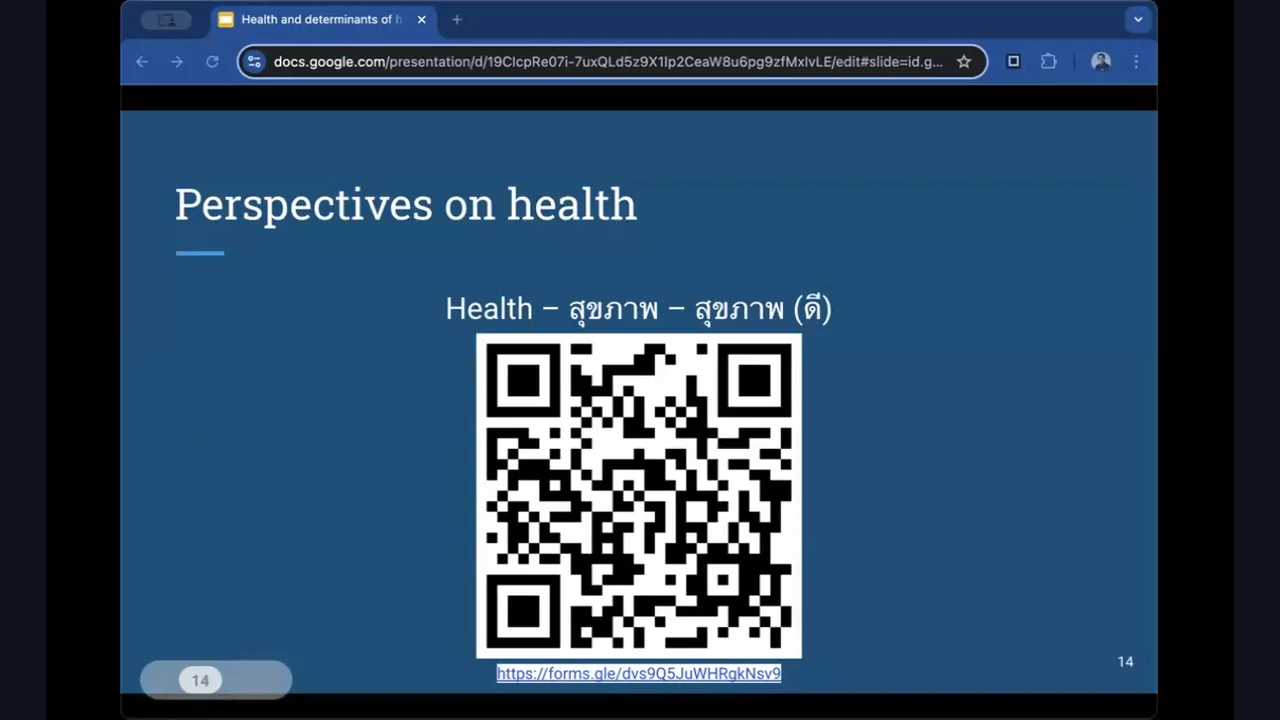 Health and determinants of h
docs.google.com/presentation/d/19ClcpRe07i-7uxQLd5z9X1lp2CeaW8u6pg9zfMxlvLE/edit#slide=id.g...
Perspectives on health
Health – สุขภาพ – สุขภาพ (ดี)
https://forms.gle/dvs9Q5JuWHRgkNsv9
14
14